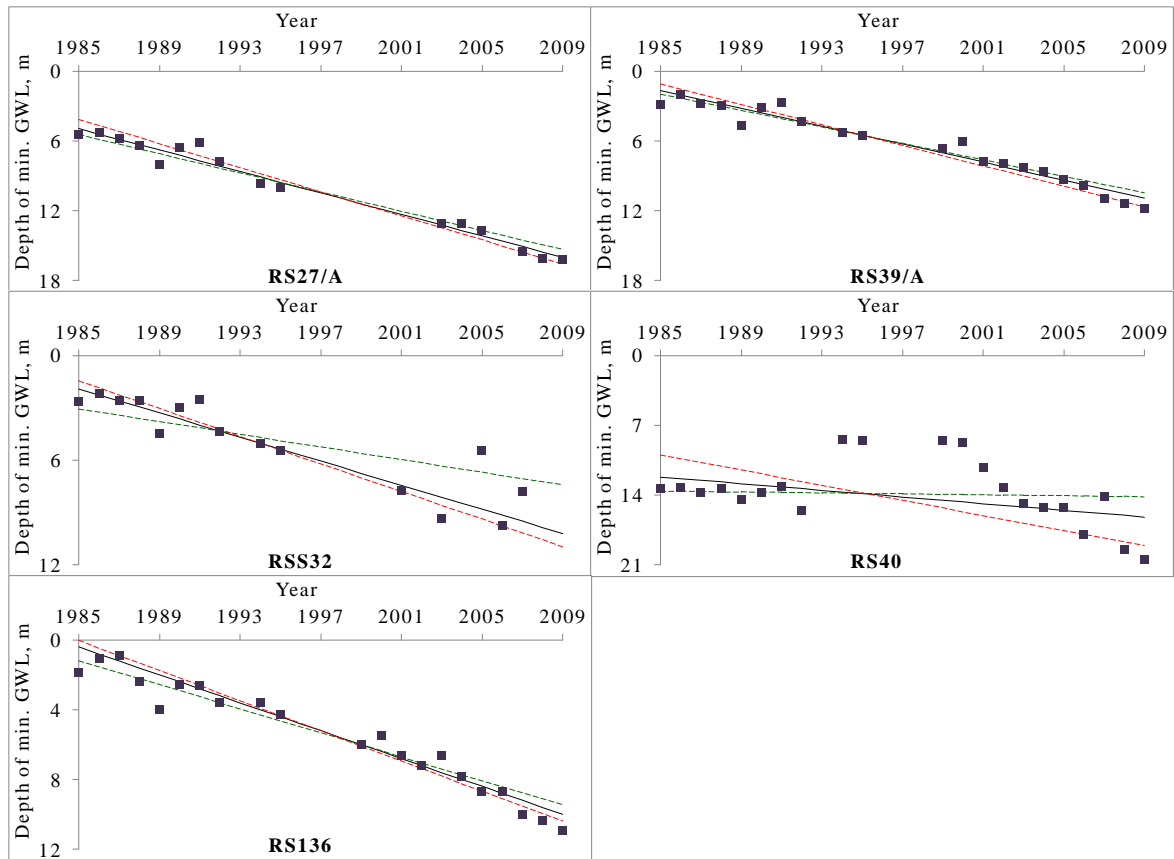 Year
1985 1989 1993 1997 2001 2005 2009
0
6
12
18
Depth of min. GWL, m
RS27/A
Year
1985 1989 1993 1997 2001 2005 2009
0
6
12
18
Depth of min. GWL, m
RS39/A
Year
1985 1989 1993 1997 2001 2005 2009
0
6
12
Depth of min. GWL, m
RSS32
Year
1985 1989 1993 1997 2001 2005 2009
0
7
14
21
Depth of min. GWL, m
RS40
Year
1985 1989 1993 1997 2001 2005 2009
0
4
8
12
Depth of min. GWL, m
RS136